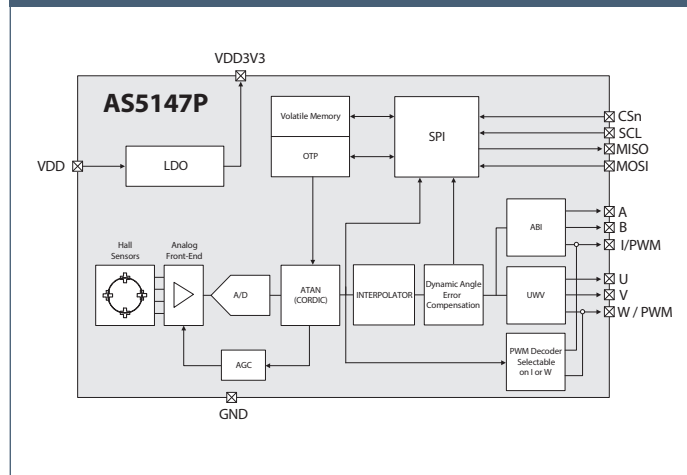 VDD3V3
AS5147P
Volatile Memory
OTP
SPI
CSn
SCL
MISO
MOSI
VDD
LDO
Hall
Sensors
Analog
Front-End
A/D
ATAN
(CORDIC)
INTERPOLATOR
Dynamic Angle
Error
Compensation
ABI
A
B
I/PWM
UWV
U
V
W / PWM
AGC
PWM Decoder
Selectable
on I or W
GND